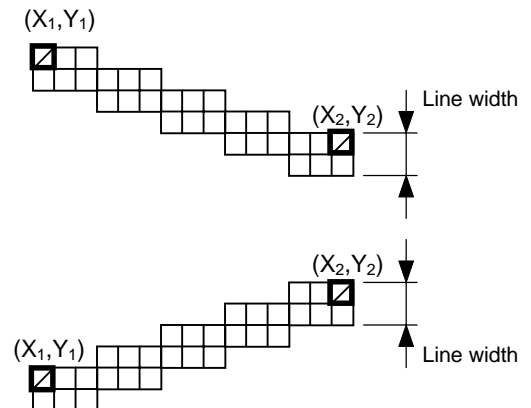 (X₁,Y₁)
Line width
(X₂,Y₂)
(X₂,Y₂)
(X₁,Y₁)
Line width